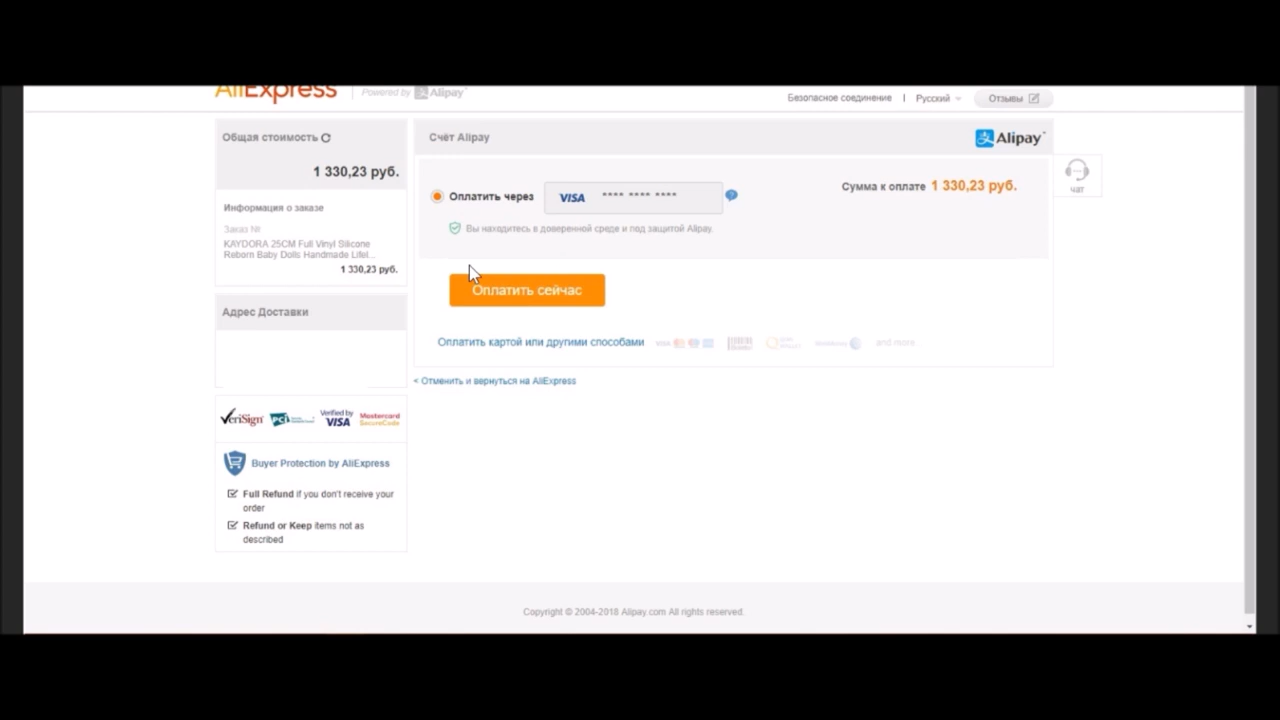 AliExpress Powered by Alipay
Безопасное соединение | Русский Отзывы
Общая стоимость
1 330,23 руб.
Информация о заказе
Заказ №
KAYDORA 25CM Full Vinyl Silicone
Reborn Baby Dolls Handmade Lifel...
1 330,23 руб.
Адрес Доставки
VeriSign PCI Verified by VISA Mastercard SecureCode
Buyer Protection by AliExpress
Full Refund if you don't receive your
order
Refund or Keep items not as
described
Счёт Alipay
Alipay
Оплатить через VISA **** **** ****
Сумма к оплате 1 330,23 руб.
Вы находитесь в доверенной среде и под защитой Alipay.
Оплатить сейчас
Оплатить картой или другими способами
and more
< Отменить и вернуться на AliExpress
чат
Copyright © 2004-2018 Alipay.com All rights reserved.